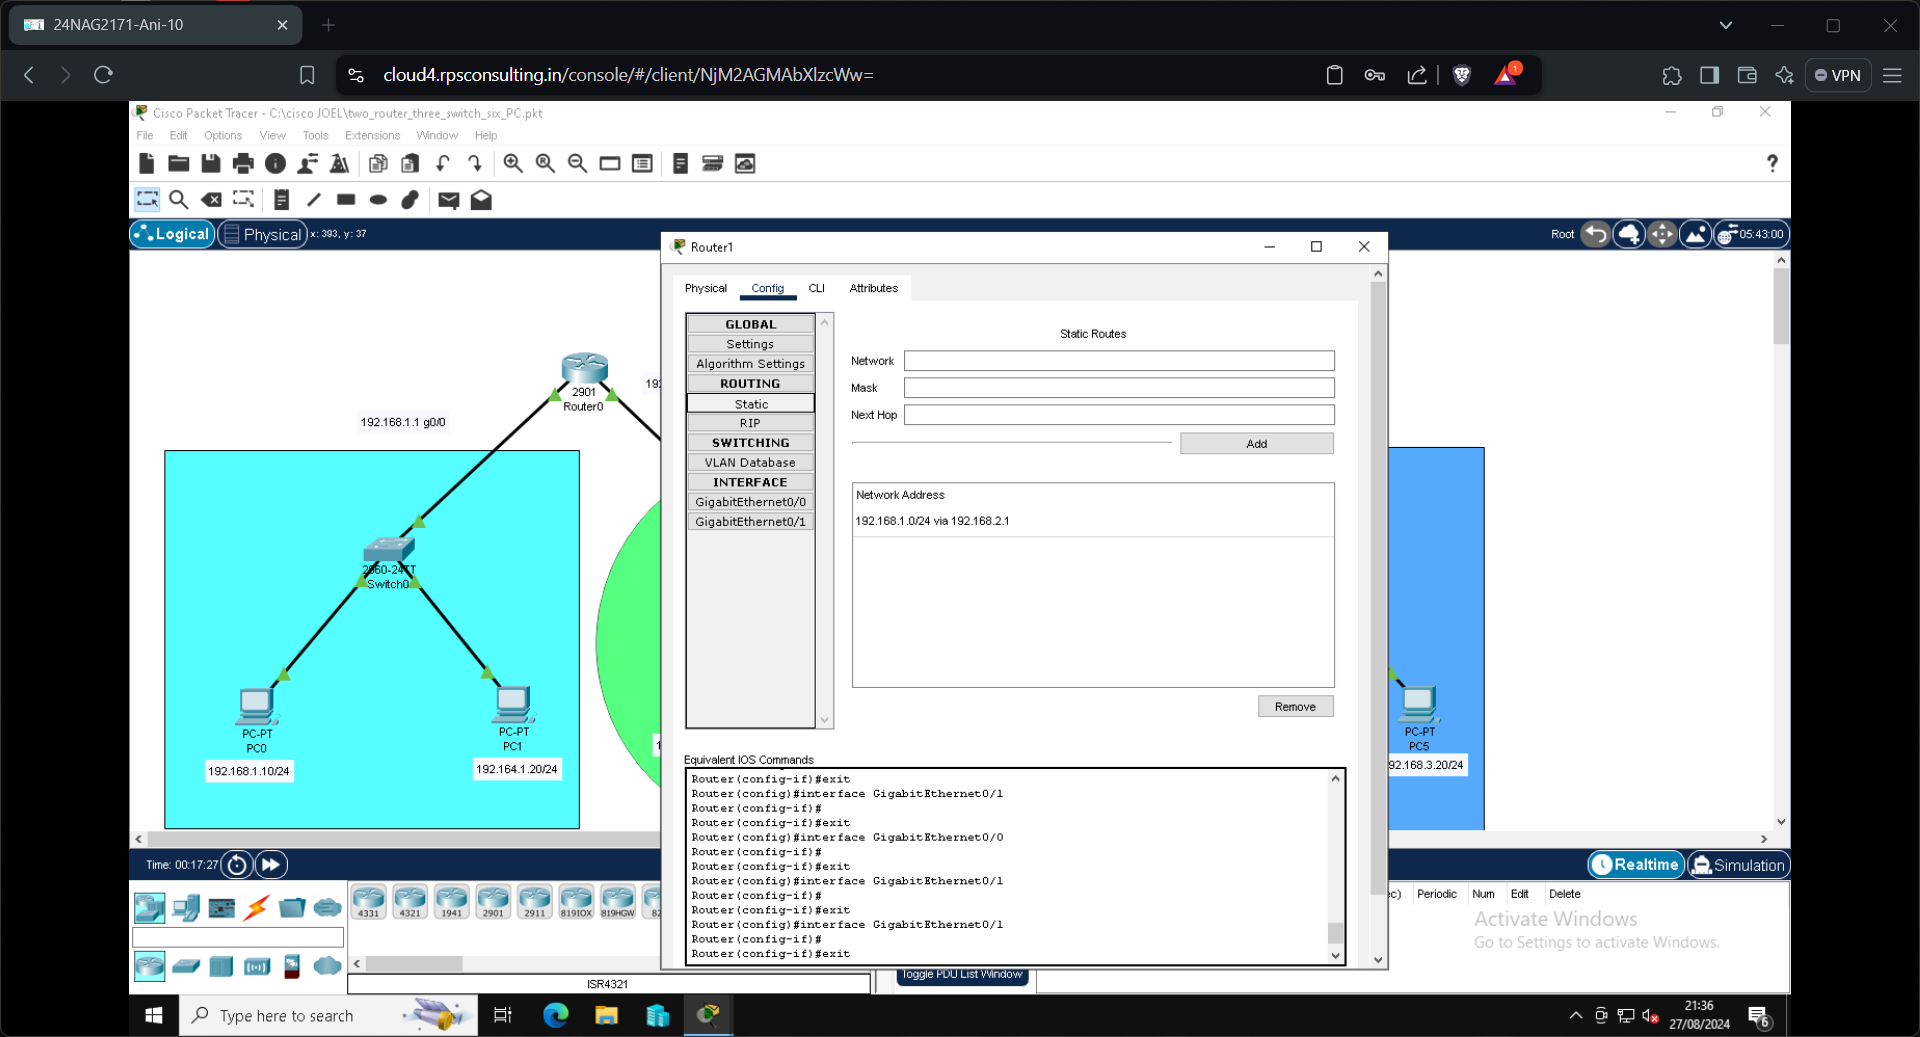 24NAG2171-Ani-10
cloud4.rpsconsulting.in/console/#/client/NjM2AGMAbXlzcWw=
1
VPN
Cisco Packet Tracer - C:\cisco JOEL\two_router_three_switch_six_PC.pkt
File Edit Options View Tools Extensions Window Help
?
Logical Physical x: 393, y: 37
Root 05:43:00
Router1
Physical Config CLI Attributes
GLOBAL
Settings
Algorithm Settings
ROUTING
Static
RIP
SWITCHING
VLAN Database
INTERFACE
GigabitEthernet0/0
GigabitEthernet0/1
Static Routes
Network
Mask
Next Hop
Add
Network Address
192.168.1.0/24 via 192.168.2.1
Remove
Equivalent IOS Commands
Router(config-if)#exit
Router(config)#interface GigabitEthernet0/1
Router(config-if)#
Router(config-if)#exit
Router(config)#interface GigabitEthernet0/0
Router(config-if)#
Router(config-if)#exit
Router(config)#interface GigabitEthernet0/1
Router(config-if)#
Router(config-if)#exit
Router(config)#interface GigabitEthernet0/1
Router(config-if)#
Router(config-if)#exit
2901
Router0
192.168.1.1 g0/0
2960-24TT
Switch0
PC-PT
PC0
192.168.1.10/24
PC-PT
PC1
192.164.1.20/24
PC-PT
PC5
92.168.3.20/24
Time: 00:17:27
Realtime Simulation
4331 4321 1941 2901 2911 819IOX 819HGW
Periodic Num Edit Delete
Activate Windows
Go to Settings to activate Windows.
Toggle PDU List Window
ISR4321
Type here to search
21:36
27/08/2024
6